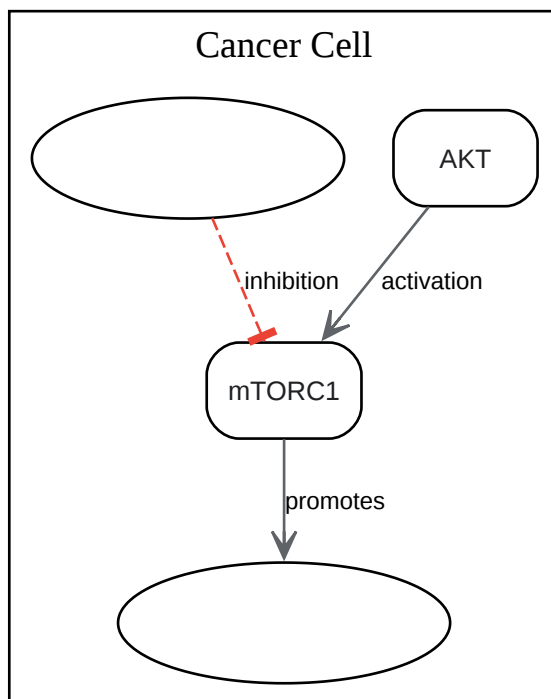 Cancer Cell
AKT
inhibition
activation
mTORC1
promotes